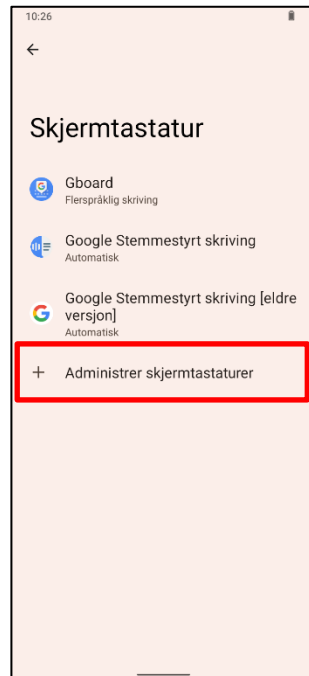 10:26
Skjermtastatur
Gboard
Flerspråklig skriving
Google Stemmestyrt skriving
Automatisk
Google Stemmestyrt skriving [eldre
versjon]
Automatisk
Administrer skjermtastaturer